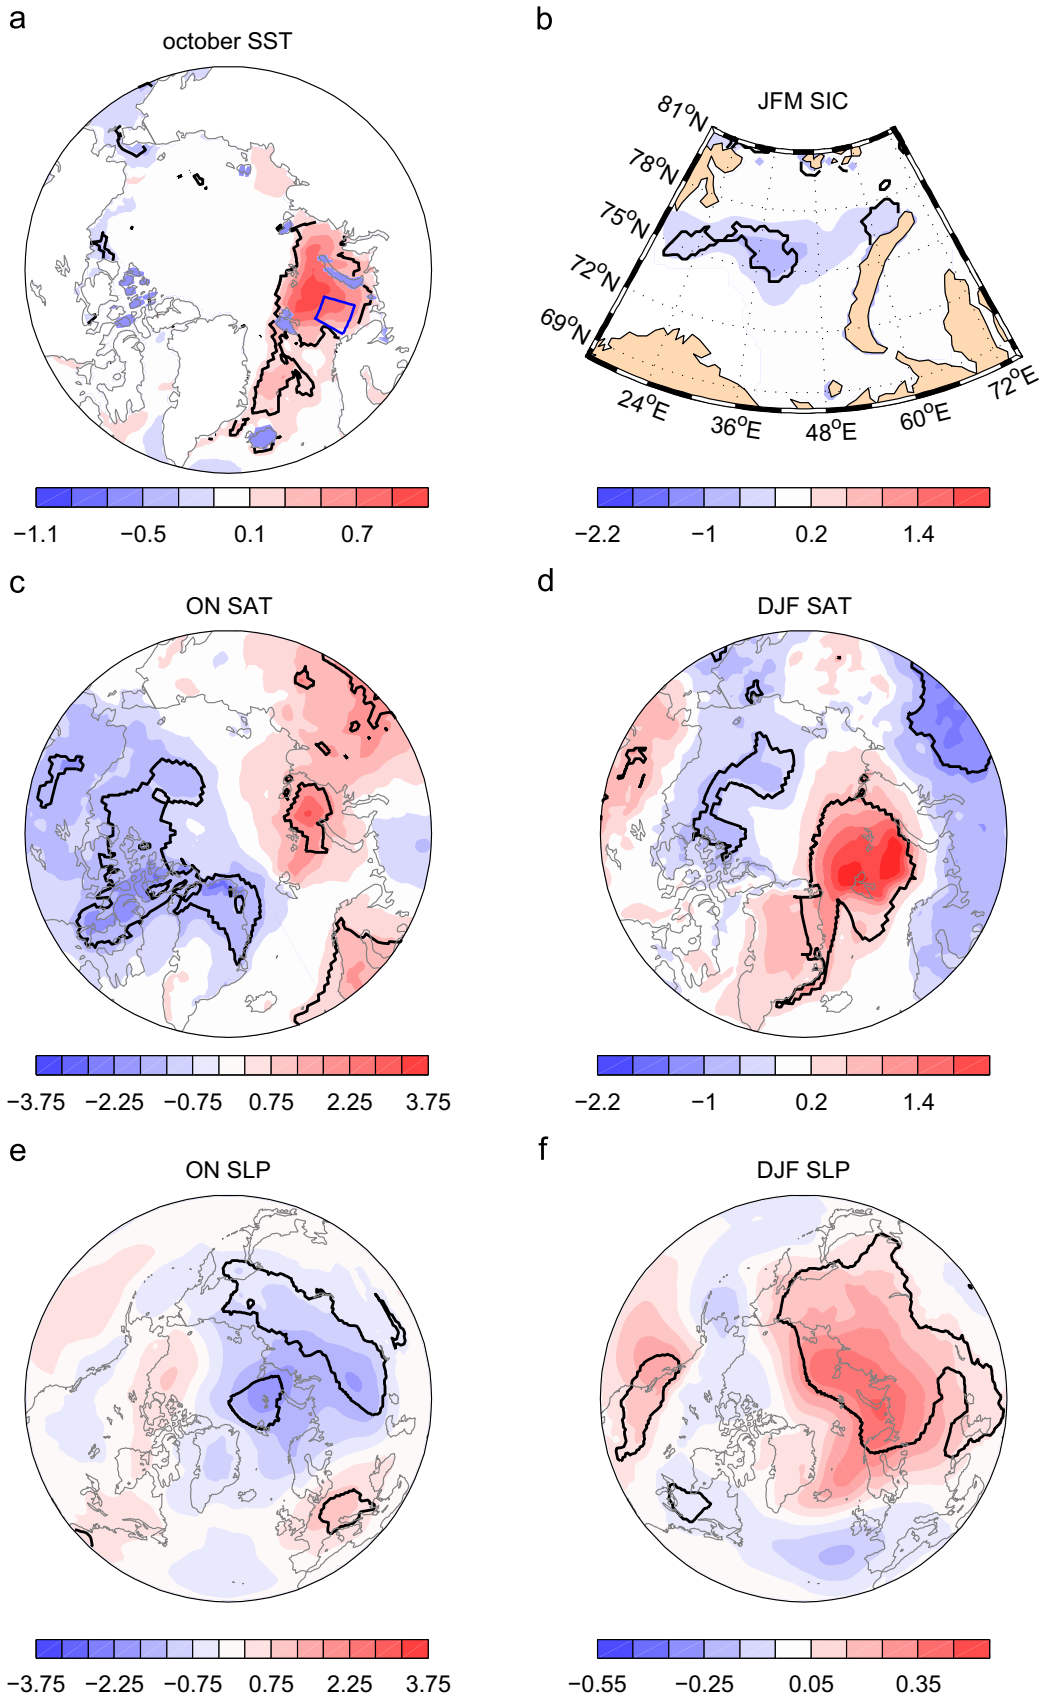 a
october SST
−1.1 −0.5 0.1 0.7
b
JFM SIC
81°N
78°N
75°N
72°N
69°N
24°E
36°E
48°E
60°E
72°E
−2.2 −1 0.2 1.4
c
ON SAT
−3.75 −2.25 −0.75 0.75 2.25 3.75
d
DJF SAT
−2.2 −1 0.2 1.4
e
ON SLP
−3.75 −2.25 −0.75 0.75 2.25 3.75
f
DJF SLP
−0.55 −0.25 0.05 0.35